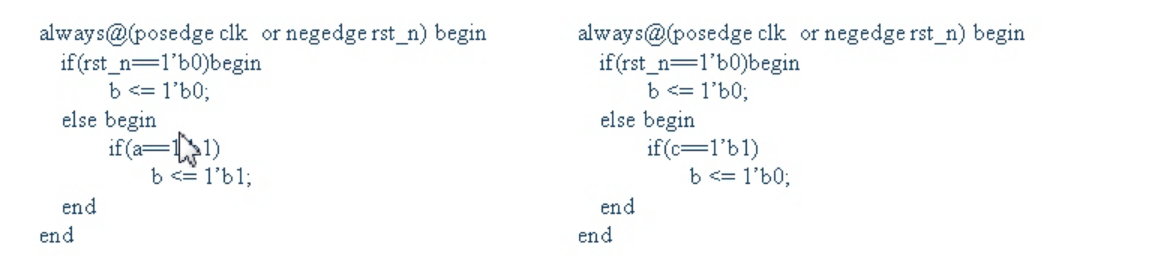 always@(posedge clk or negedge rst_n) begin
if(rst_n==1'b0)begin
b <= 1'b0;
else begin
if(a==1'b1)
b <= 1'b1;
end
end
always@(posedge clk or negedge rst_n) begin
if(rst_n==1'b0)begin
b <= 1'b0;
else begin
if(c==1'b1)
b <= 1'b0;
end
end